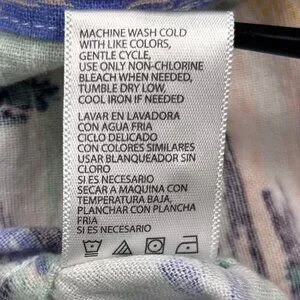 MACHINE WASH COLD
WITH LIKE COLORS,
GENTLE CYCLE,
USE ONLY NON-CHLORINE
BLEACH WHEN NEEDED,
TUMBLE DRY LOW,
COOL IRON IF NEEDED
LAVAR EN LAVADORA
CON AGUA FRIA
CICLO DELICADO
CON COLORES SIMILARES
USAR BLANQUEADOR SIN
CLORO
SI ES NECESARIO
SECAR A MAQUINA CON
TEMPERATURA BAJA,
PLANCHAR CON PLANCHA
FRIA
SI ES NECESARIO